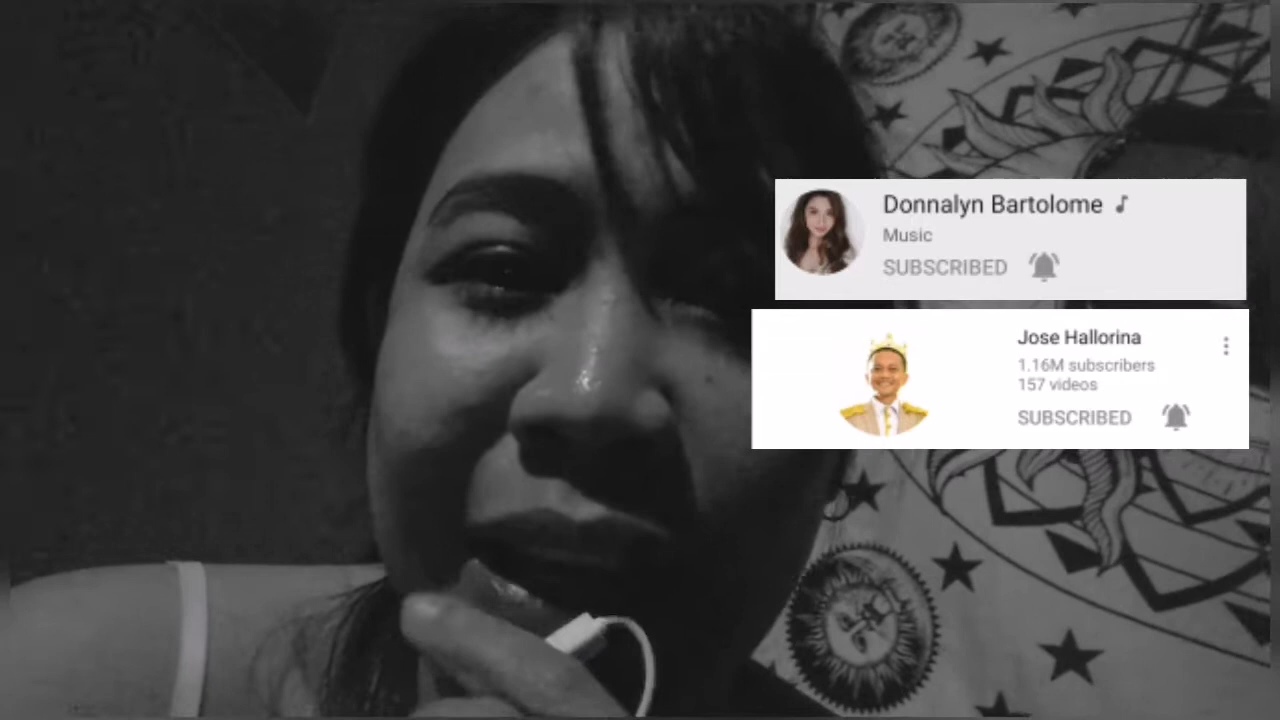 Donnalyn Bartolome
Music
SUBSCRIBED
Jose Hallorina
1.16M subscribers
157 videos
SUBSCRIBED